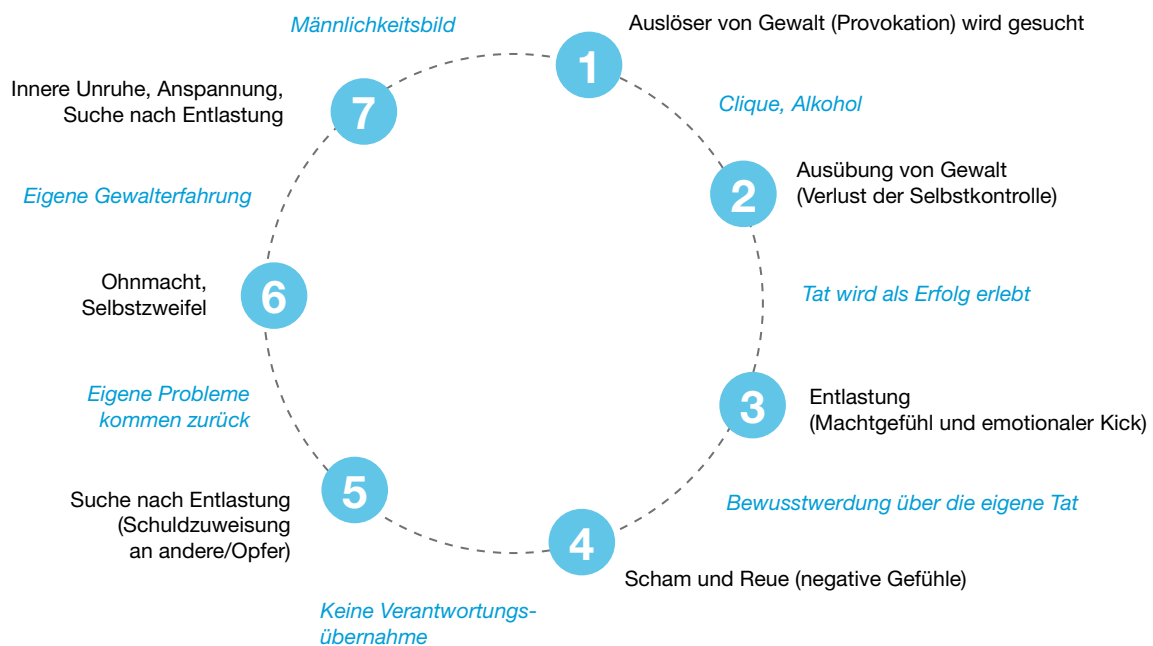 Männlichkeitsbild
1
Auslöser von Gewalt (Provokation) wird gesucht
Clique, Alkohol
2
Ausübung von Gewalt
(Verlust der Selbstkontrolle)
Tat wird als Erfolg erlebt
3
Entlastung
(Machtgefühl und emotionaler Kick)
Bewusstwerdung über die eigene Tat
4
Scham und Reue (negative Gefühle)
Keine Verantwortungs-
übernahme
5
Suche nach Entlastung
(Schuldzuweisung
an andere/Opfer)
Eigene Probleme
kommen zurück
6
Ohnmacht,
Selbstzweifel
Eigene Gewalterfahrung
7
Innere Unruhe, Anspannung,
Suche nach Entlastung